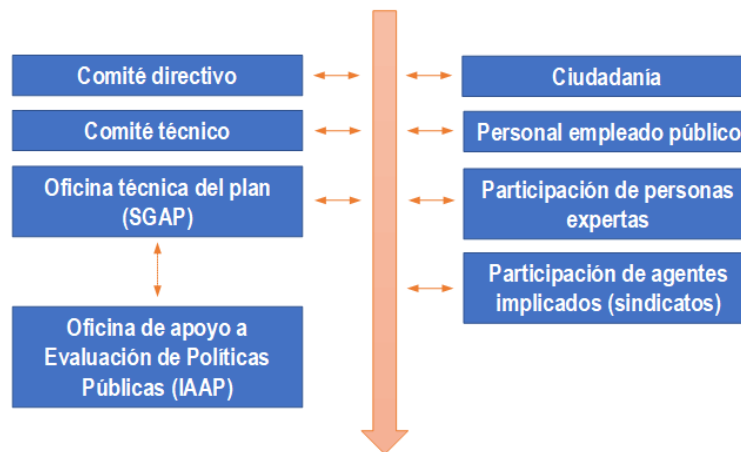 Comité directivo
Comité técnico
Oficina técnica del plan
(SGAP)
Oficina de apoyo a
Evaluación de Políticas
Públicas (IAAP)
Ciudadanía
Personal empleado público
Participación de personas
expertas
Participación de agentes
implicados (sindicatos)